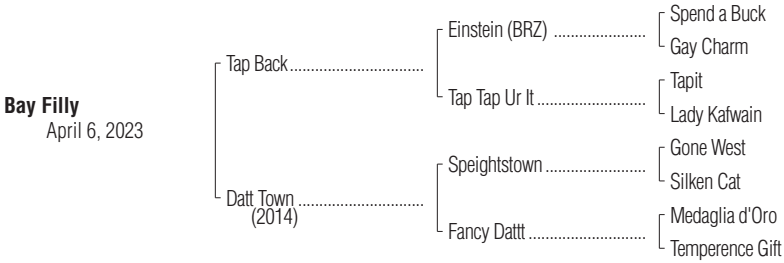 Bay Filly
April 6, 2023
Tap Back
Datt Town
(2014)
Einstein (BRZ)
Tap Tap Ur It
Speightstown
Fancy Dattt
Spend a Buck
Gay Charm
Tapit
Lady Kafwain
Gone West
Silken Cat
Medaglia d'Oro
Temperence Gift